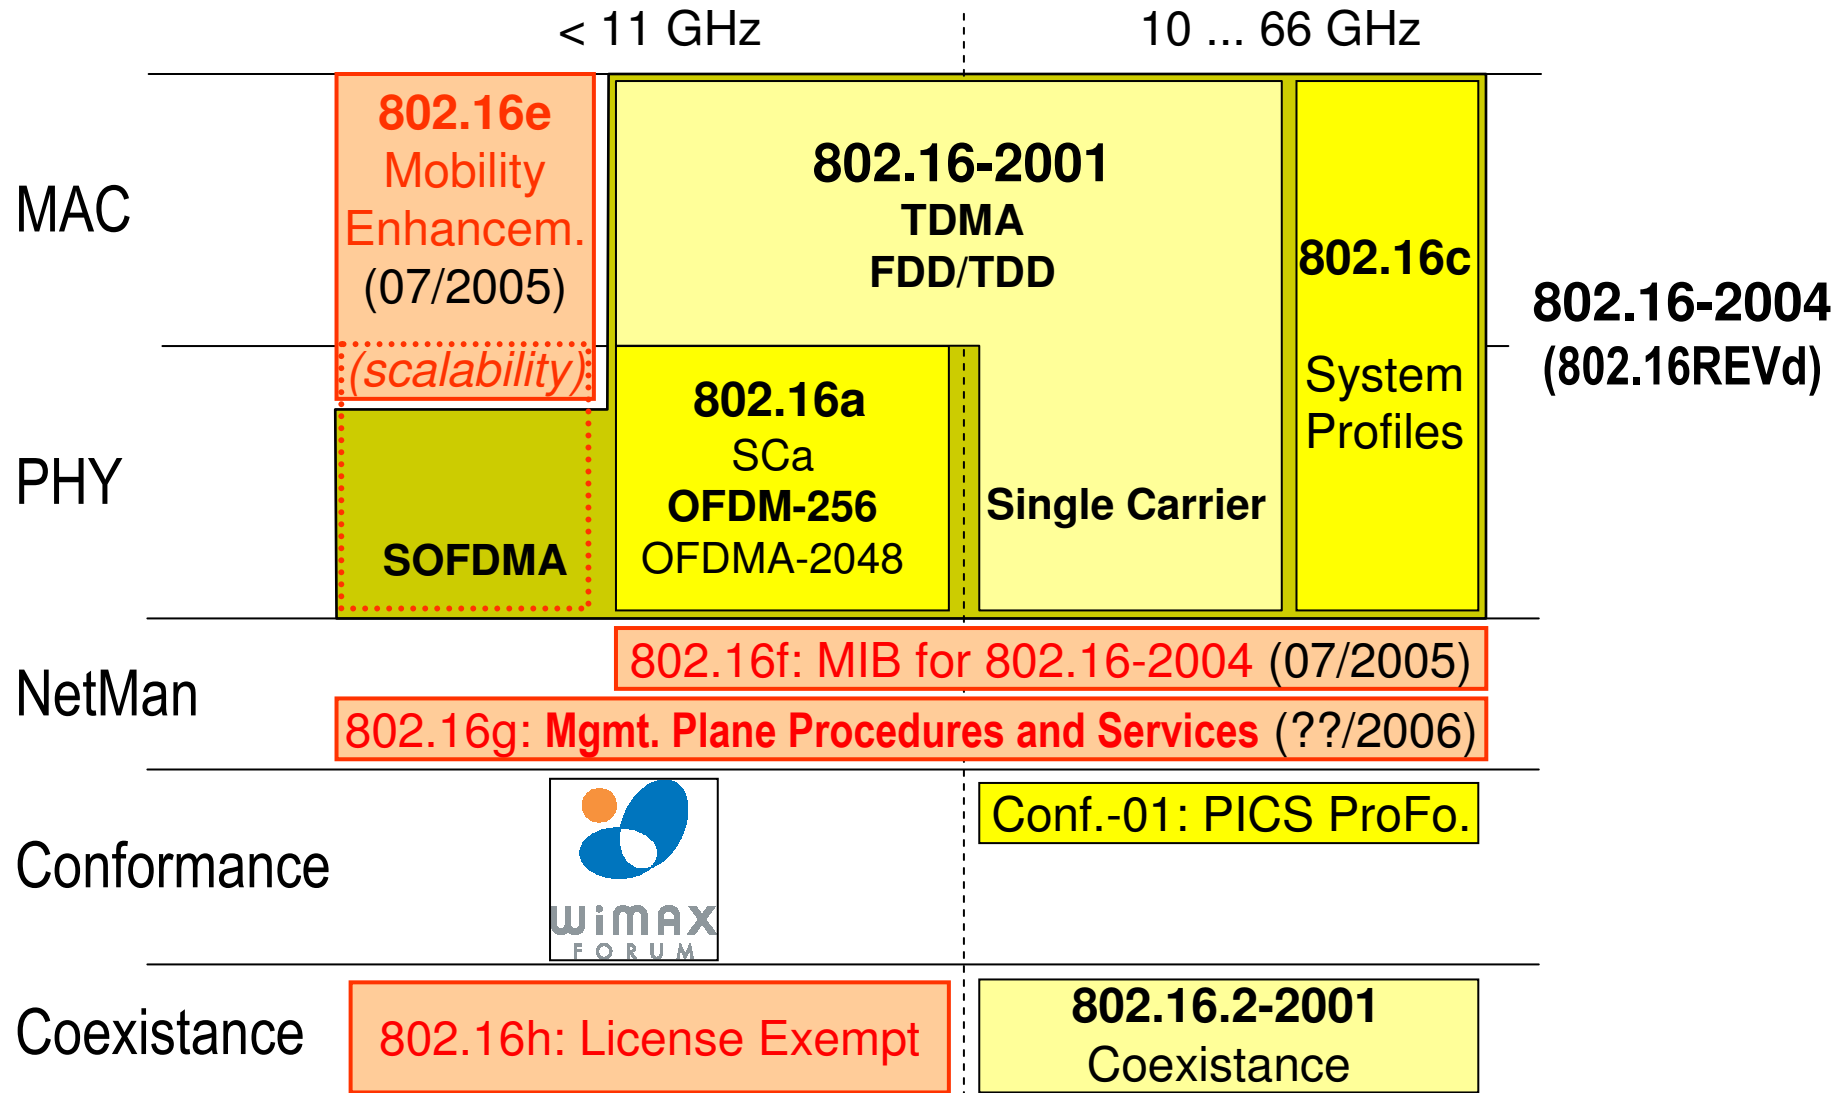 < 11 GHz
10 ... 66 GHz
MAC
802.16e
Mobility
Enhancem.
(07/2005)
(scalability)
802.16-2001
TDMA
FDD/TDD
802.16c
System
Profiles
802.16-2004
(802.16REVd)
PHY
SOFDMA
802.16a
SCa
OFDM-256
OFDMA-2048
Single Carrier
NetMan
802.16f: MIB for 802.16-2004 (07/2005)
802.16g: Mgmt. Plane Procedures and Services (??/2006)
Conformance
WiMAX
FORUM
Conf.-01: PICS ProFo.
Coexistance
802.16h: License Exempt
802.16.2-2001
Coexistance